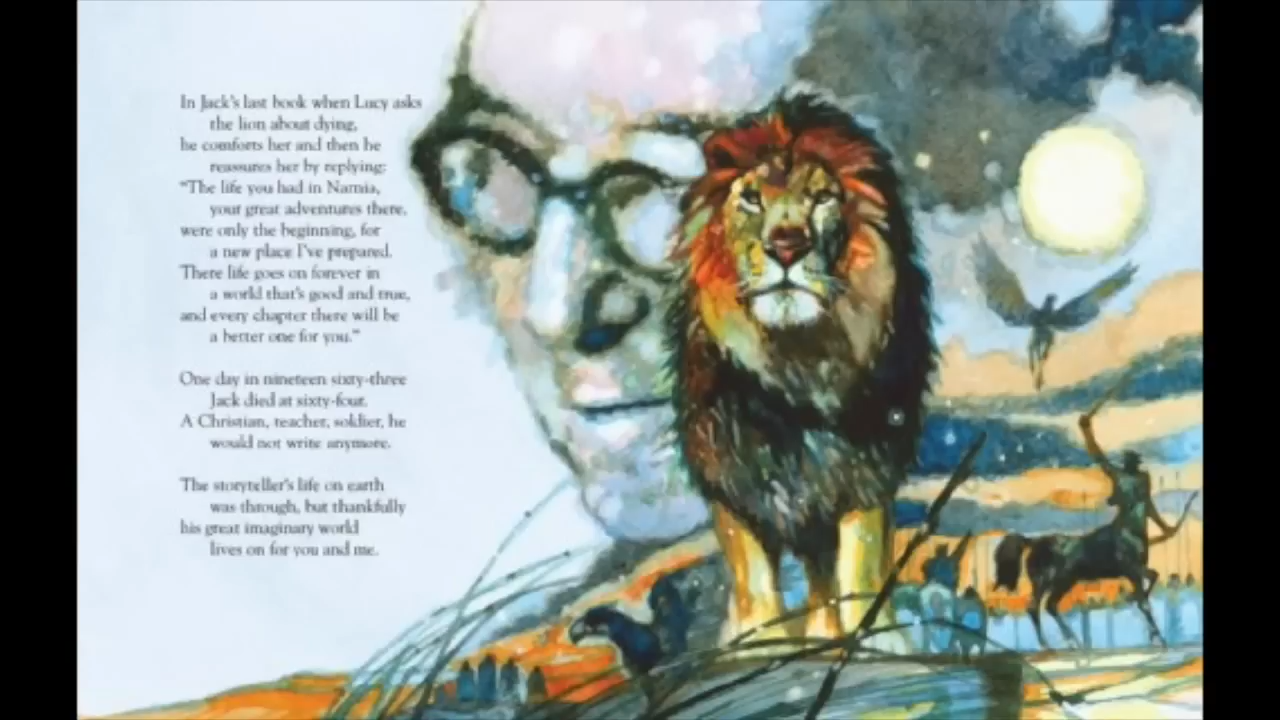 In Jack's last book when Lucy asks
the lion about dying,
he comforts her and then he
reassures her by replying:
"The life you had in Narnia,
your great adventures there,
were only the beginning, for
a new place I've prepared.
There life goes on forever in
a world that's good and true,
and every chapter there will be
a better one for you."
One day in nineteen sixty-three
Jack died at sixty-four.
A Christian, teacher, soldier, he
would not write anymore.
The storyteller's life on earth
was through, but thankfully
his great imaginary world
lives on for you and me.